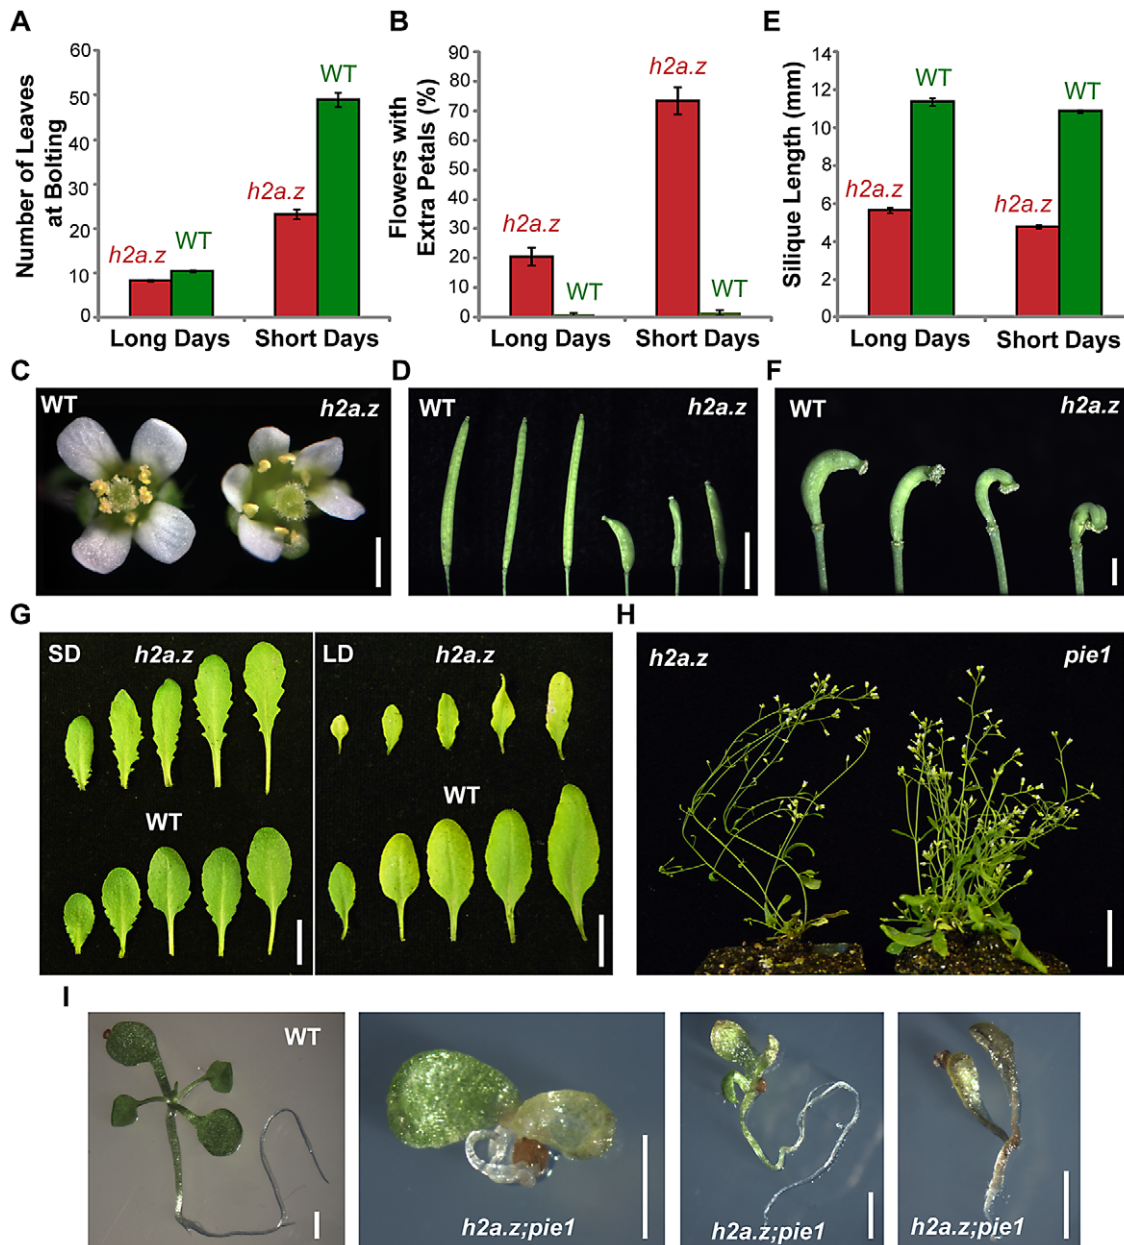 A
Number of Leaves
at Bolting
60
50
40
30
20
10
0
h2a.z
WT
h2a.z
WT
Long Days
Short Days
B
Flowers with
Extra Petals (%)
90
80
70
60
50
40
30
20
10
0
h2a.z
WT
h2a.z
WT
Long Days
Short Days
E
Silique Length (mm)
14
12
10
8
6
4
2
0
h2a.z
WT
h2a.z
WT
Long Days
Short Days
C
WT
h2a.z
D
WT
h2a.z
F
WT
h2a.z
G
SD
h2a.z
WT
LD
h2a.z
WT
H
h2a.z
pie1
I
WT
h2a.z;pie1
h2a.z;pie1
h2a.z;pie1